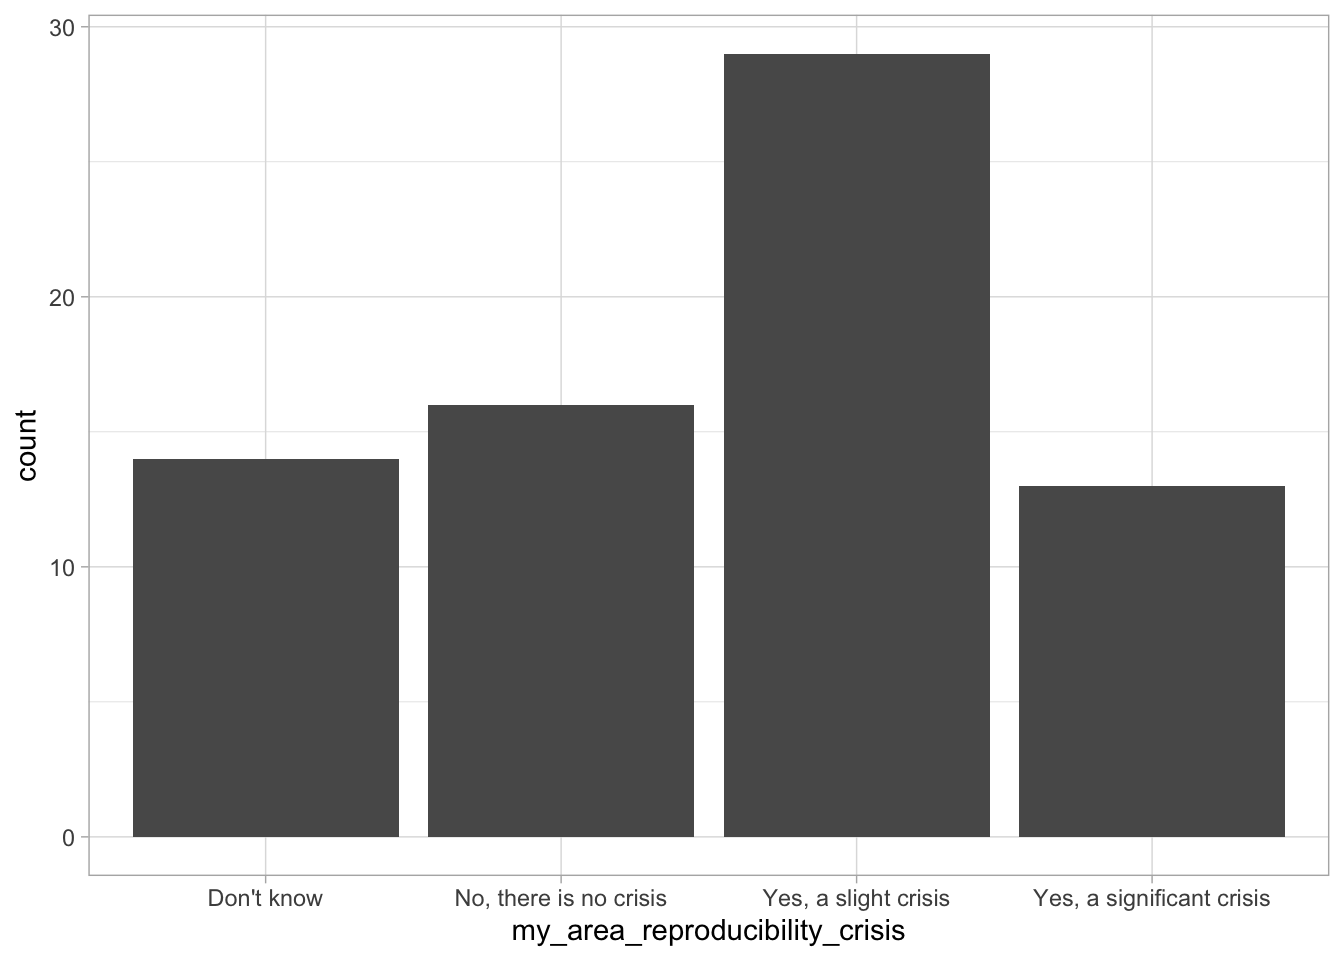 30
20
10
0
count
Don't know
No, there is no crisis
Yes, a slight crisis
Yes, a significant crisis
my_area_reproducibility_crisis